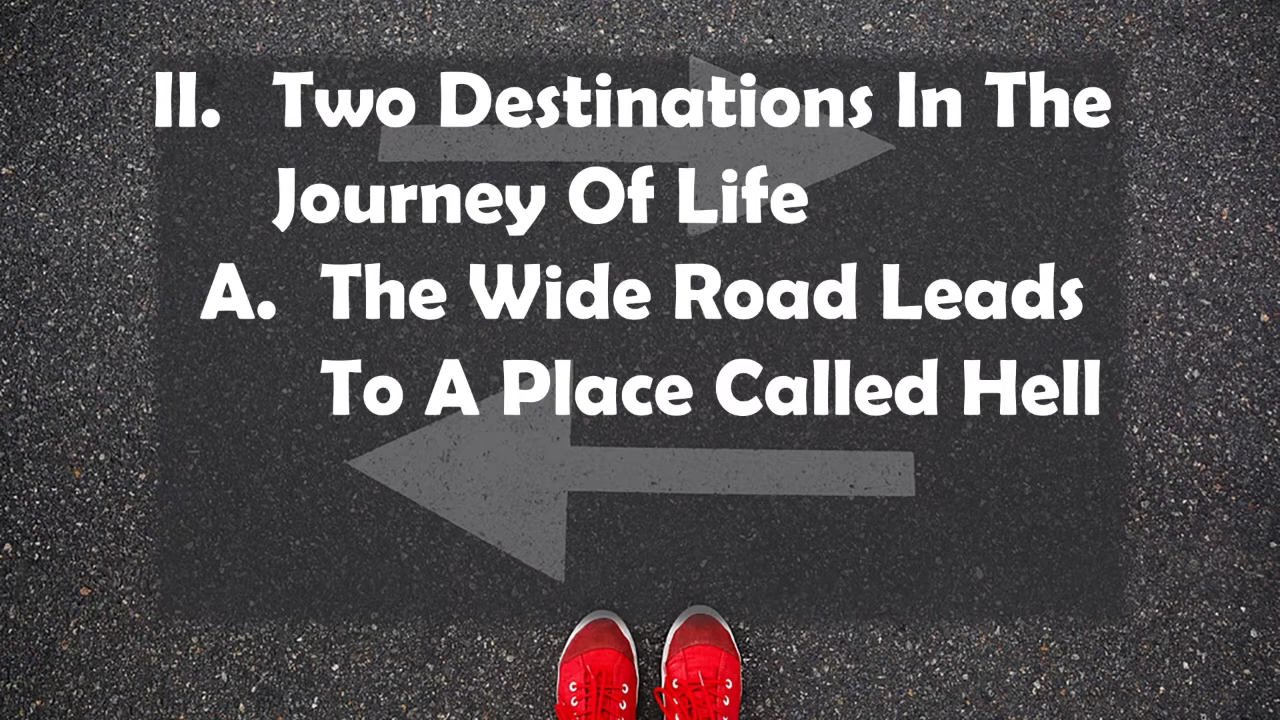 II. Two Destinations In The
Journey Of Life
A. The Wide Road Leads
To A Place Called Hell